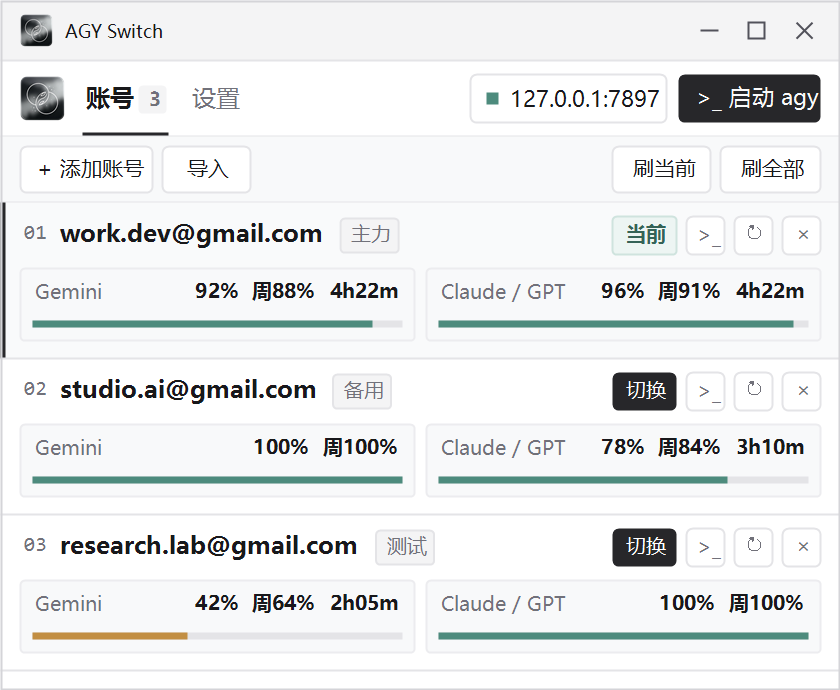 AGY Switch
账号 3 设置 127.0.0.1:7897 >_ 启动 agy
+ 添加账号 导入 刷当前 刷全部
01 work.dev@gmail.com 主力 当前 >_ ×
Gemini 92% 周88% 4h22m Claude / GPT 96% 周91% 4h22m
02 studio.ai@gmail.com 备用 切换 >_ ×
Gemini 100% 周100% Claude / GPT 78% 周84% 3h10m
03 research.lab@gmail.com 测试 切换 >_ ×
Gemini 42% 周64% 2h05m Claude / GPT 100% 周100%